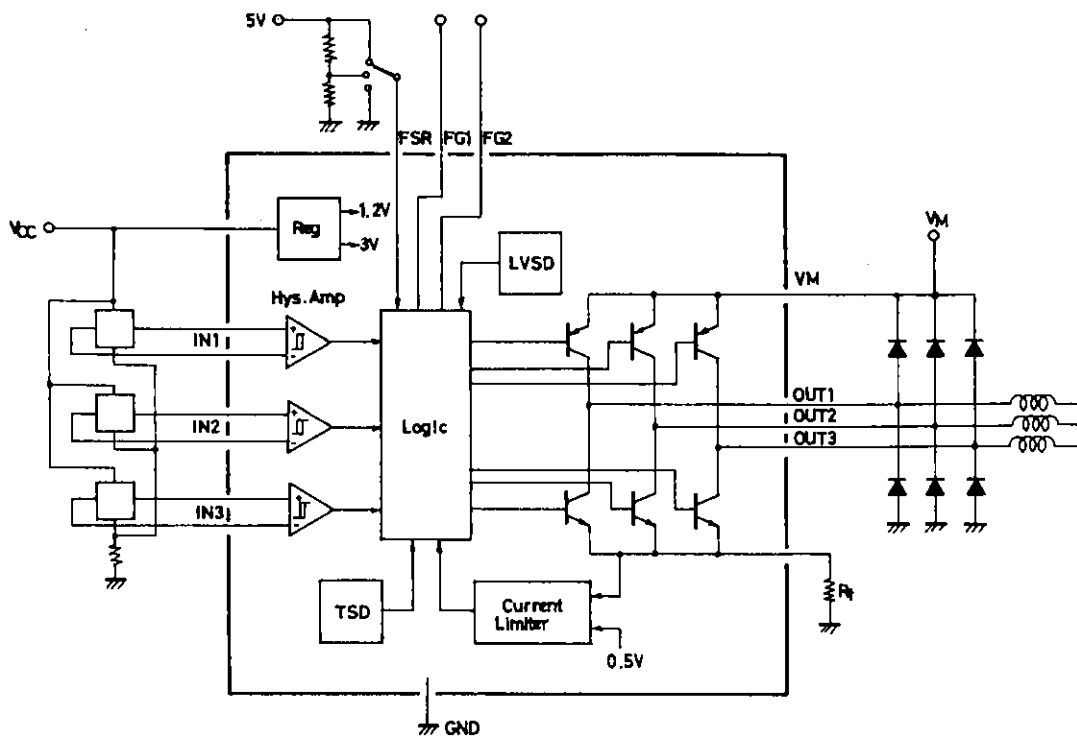 5V
FSR FG1 FG2
VCC
Reg
1.2V
3V
LVSD
VM
VM
Hys.Amp
IN1
IN2
IN3
Logic
OUT1
OUT2
OUT3
TSD
Current
Limiter
0.5V
Rf
GND